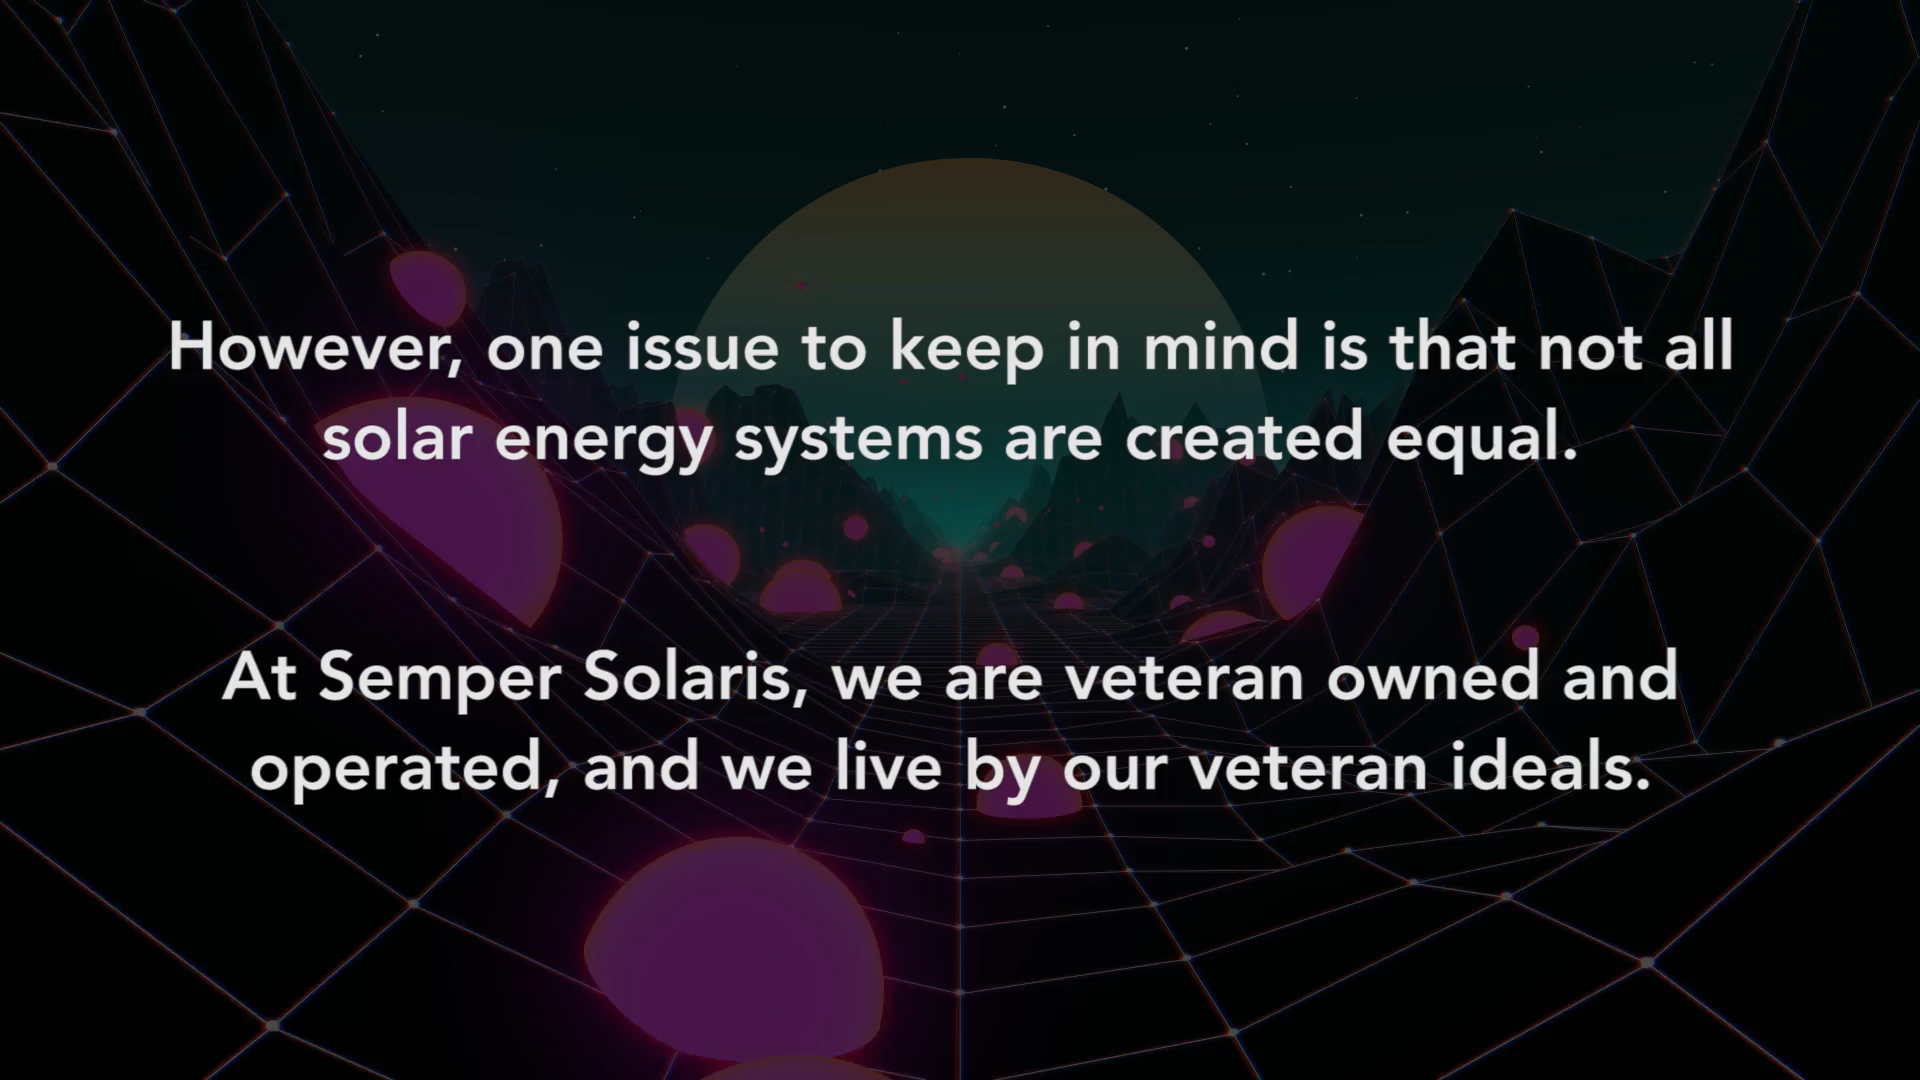 However, one issue to keep in mind is that not all
solar energy systems are created equal.
At Semper Solaris, we are veteran owned and
operated, and we live by our veteran ideals.